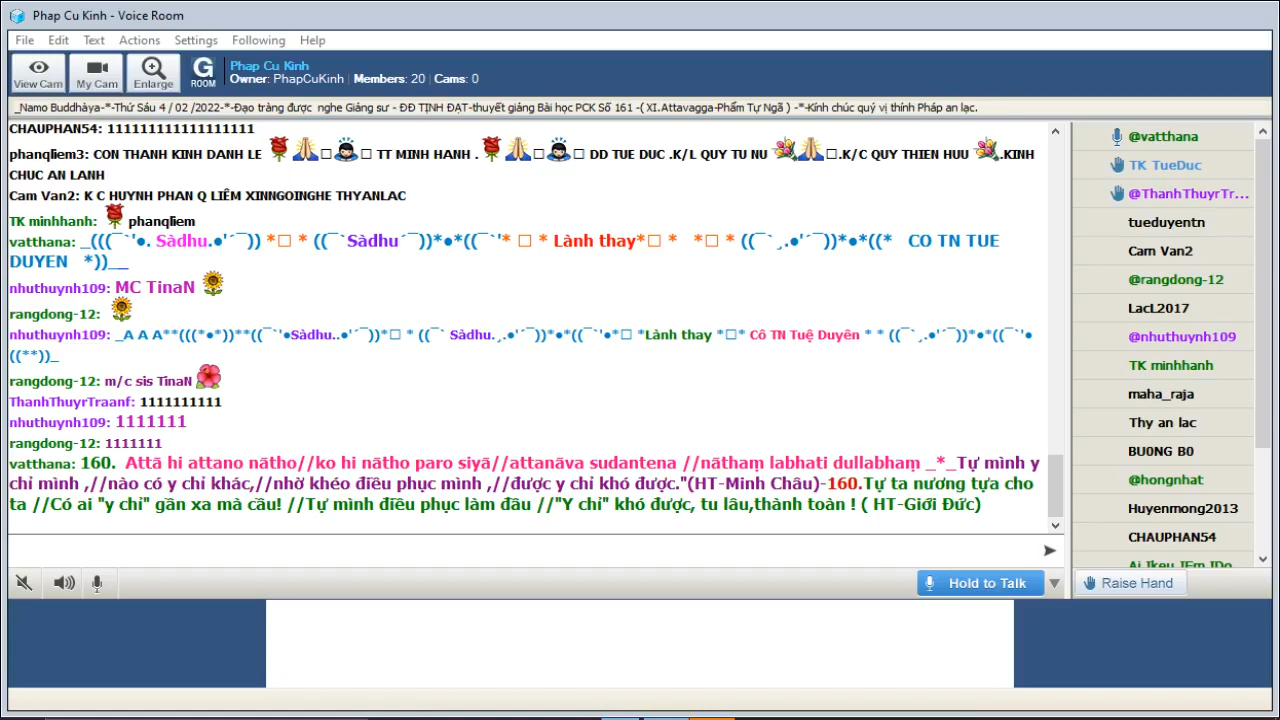 Phap Cu Kinh - Voice Room
File Edit Text Actions Settings Following Help
View Cam My Cam Enlarge G ROOM
Phap Cu Kinh
Owner: PhapCuKinh Members: 20 Cams: 0
_Namo Buddhàya-*-Thứ Sáu 4 / 02 /2022-*-Đạo tràng được nghe Giảng sư - ĐĐ TỊNH ĐẠT-thuyết giảng Bài học PCK Số 161 -( XI.Attavagga-Phẩm Tự Ngã ) -*-Kính chúc quý vị thính Pháp an lạc.
CHAUPHAN54: 111111111111111111
phanqliem3: CON THANH KINH DANH LE 🌹🙏□🙇□ TT MINH HANH .🌹🙏□🙇□ DD TUE DUC .K/L QUY TU NU 💐🙏□.K/C QUY THIEN HUU 💐.KINH
CHUC AN LANH
Cam Van2: K C HUYNH PHAN Q LIÊM XINNGOINGHE THYANLAC
TK minhhanh: 🌹 phanqliem
vatthana: _(((¯`'●. Sàdhu.●'´¯)) *□ * ((¯`Sàdhu´¯))*●*((¯`'* □ * Lành thay*□ * *□ * ((¯`¸.●'´¯))*●*((* CO TN TUE
DUYEN *))__
nhuthuynh109: MC TinaN 🌻
rangdong-12: 🌻
nhuthuynh109: _A A A**(((*●*))**((¯`'●Sàdhu..●'´¯))*□ * ((¯` Sàdhu.¸.●'´¯))*●*((¯`'●*□ *Lành thay *□* Cô TN Tuệ Duyên * * ((¯`¸.●'´¯))*●*((¯`'●
((**))_
rangdong-12: m/c sis TinaN 🌺
ThanhThuyrTraanf: 1111111111
nhuthuynh109: 1111111
rangdong-12: 1111111
vatthana: 160. Attā hi attano nātho//ko hi nātho paro siyā//attanāva sudantena //nāthaṃ labhati dullabhaṃ _*_Tự mình y
chỉ mình ,//nào có y chỉ khác,//nhờ khéo điều phục mình ,//được y chỉ khó được."(HT-Minh Châu)-160.Tự ta nương tựa cho
ta //Có ai "y chỉ" gần xa mà cầu! //Tự mình điều phục làm đầu //"Y chỉ" khó được, tu lâu,thành toàn ! ( HT-Giới Đức)
@vatthana
TK TueDuc
@ThanhThuyrTr...
tueduyentn
Cam Van2
@rangdong-12
LacL2017
@nhuthuynh109
TK minhhanh
maha_raja
Thy an lac
BU0NG B0
@hongnhat
Huyenmong2013
CHAUPHAN54
Hold to Talk
Raise Hand